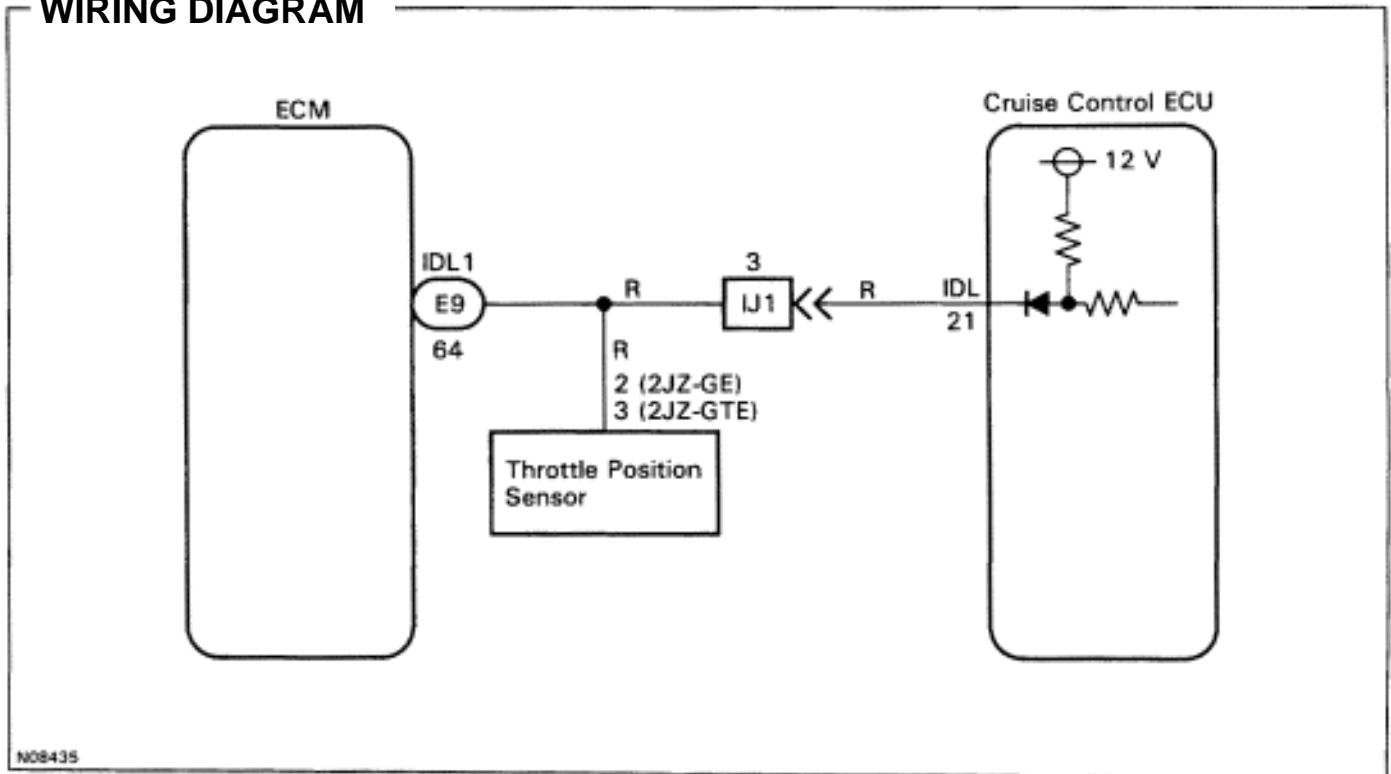 WIRING DIAGRAM
ECM
Cruise Control ECU
12 V
IDL1
E9
64
R
3
IJ1
R
IDL
21
R
2 (2JZ-GE)
3 (2JZ-GTE)
Throttle Position
Sensor
N08435